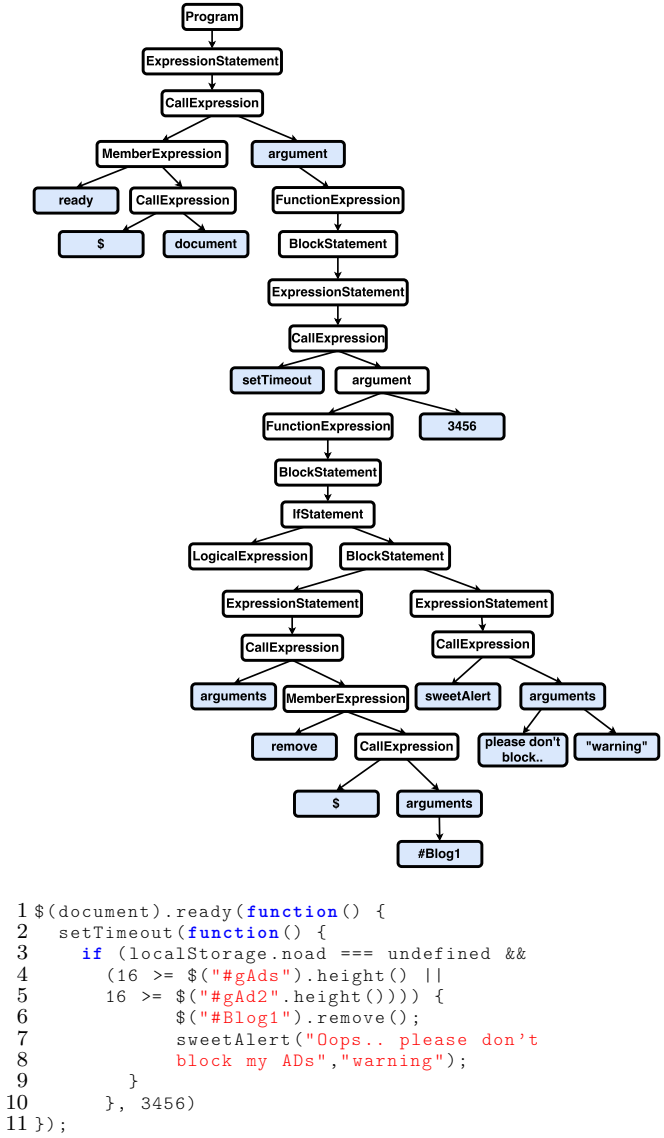 Program
ExpressionStatement
CallExpression
MemberExpression
argument
ready
CallExpression
FunctionExpression
$
document
BlockStatement
ExpressionStatement
CallExpression
setTimeout
argument
FunctionExpression
3456
BlockStatement
IfStatement
LogicalExpression
BlockStatement
ExpressionStatement
ExpressionStatement
CallExpression
CallExpression
arguments
MemberExpression
sweetAlert
arguments
remove
CallExpression
please don't
block..
"warning"
$
arguments
#Blog1
1 $(document).ready(function() {
2 setTimeout(function() {
3 if (localStorage.noad === undefined &&
4 (16 >= $("#gAds").height() ||
5 16 >= $("#gAd2".height()))) {
6 $("#Blog1").remove();
7 sweetAlert("Oops.. please don't
8 block my ADs","warning");
9 }
10 }, 3456)
11 });